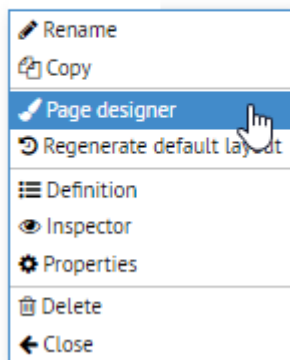 Rename
Copy
Page designer
Regenerate default layout
Definition
Inspector
Properties
Delete
Close